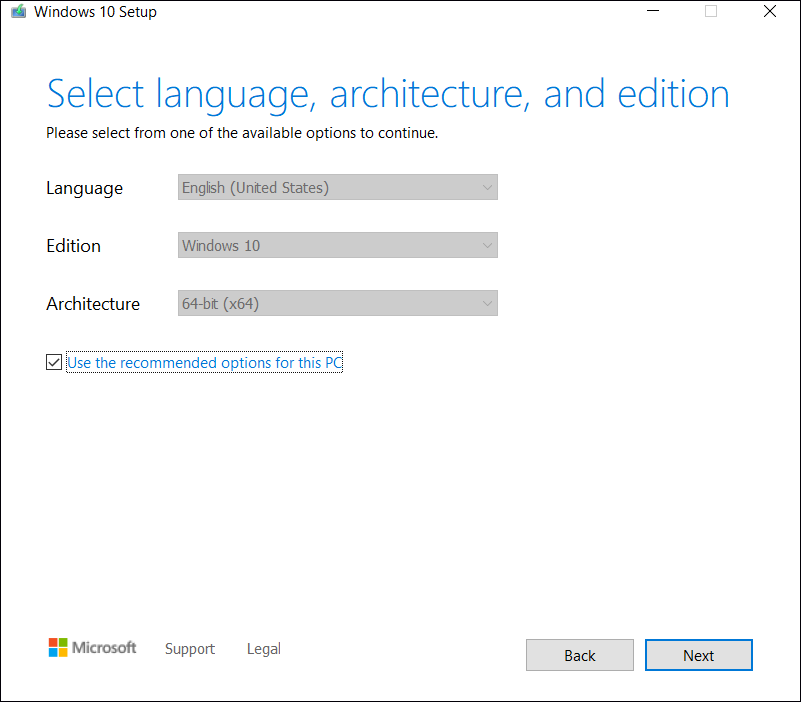 Windows 10 Setup
Select language, architecture, and edition
Please select from one of the available options to continue.
Language English (United States)
Edition Windows 10
Architecture 64-bit (x64)
Use the recommended options for this PC
Microsoft Support Legal Back Next